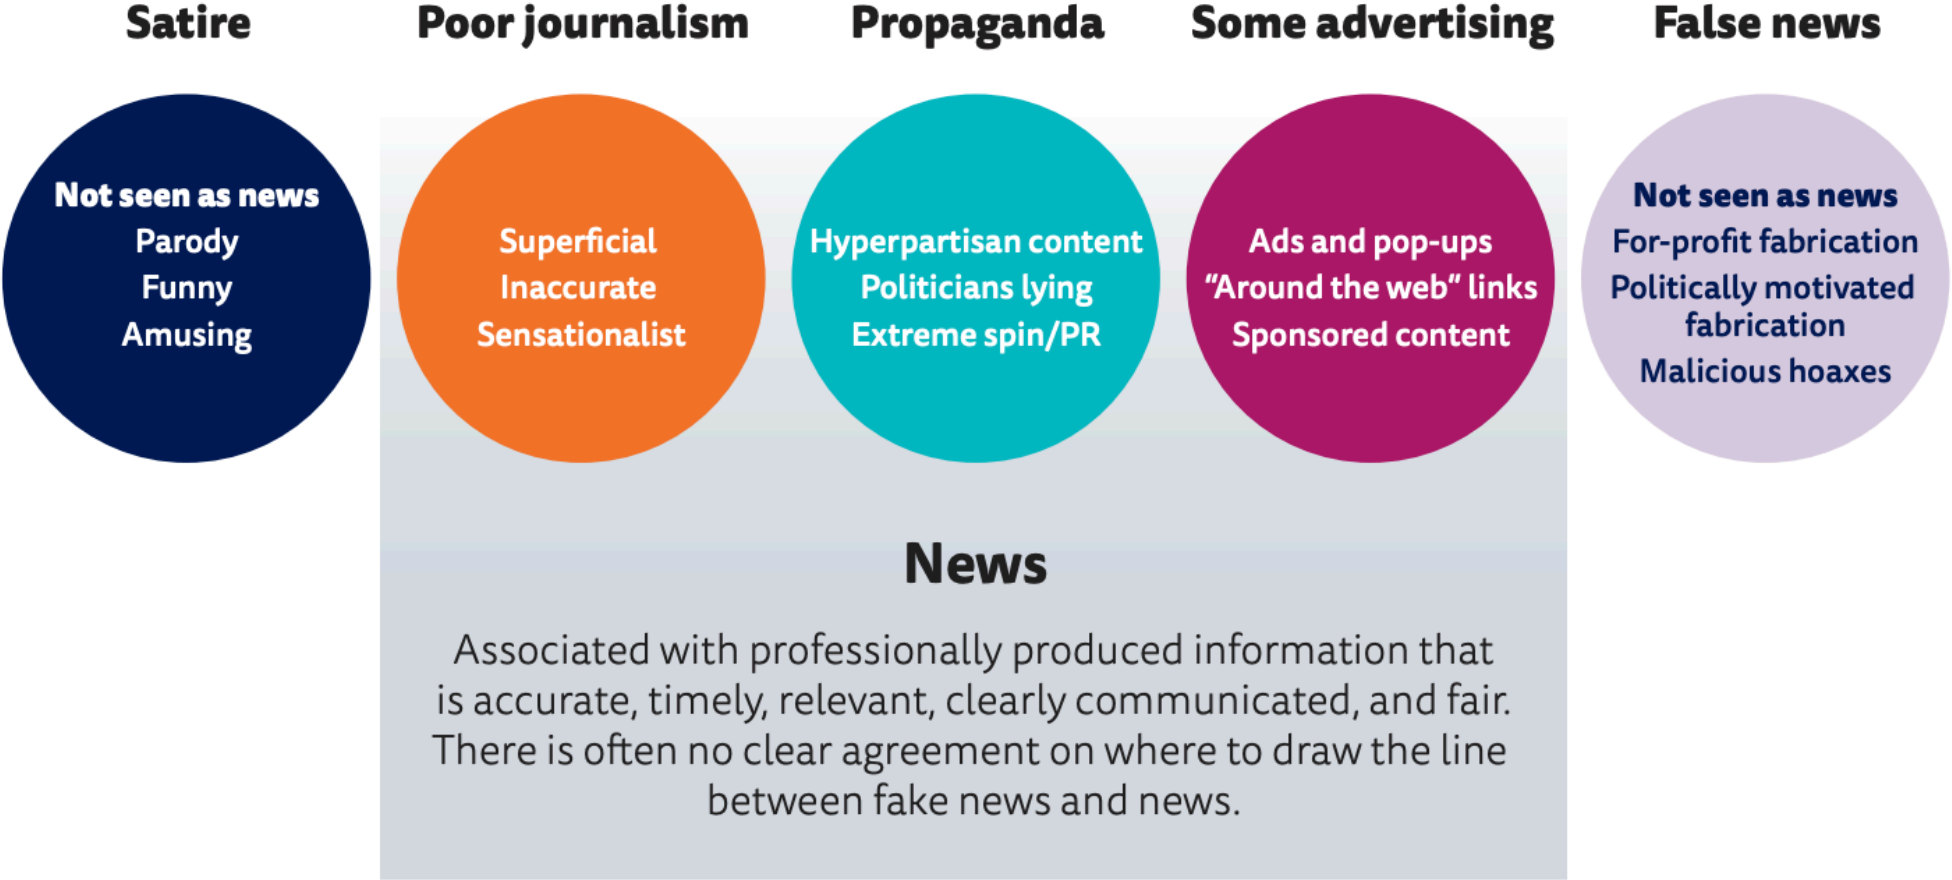 Satire
Poor journalism
Propaganda
Some advertising
False news
Not seen as news
Parody
Funny
Amusing
Superficial
Inaccurate
Sensationalist
Hyperpartisan content
Politicians lying
Extreme spin/PR
Ads and pop-ups
“Around the web” links
Sponsored content
Not seen as news
For-profit fabrication
Politically motivated
fabrication
Malicious hoaxes
News
Associated with professionally produced information that
is accurate, timely, relevant, clearly communicated, and fair.
There is often no clear agreement on where to draw the line
between fake news and news.